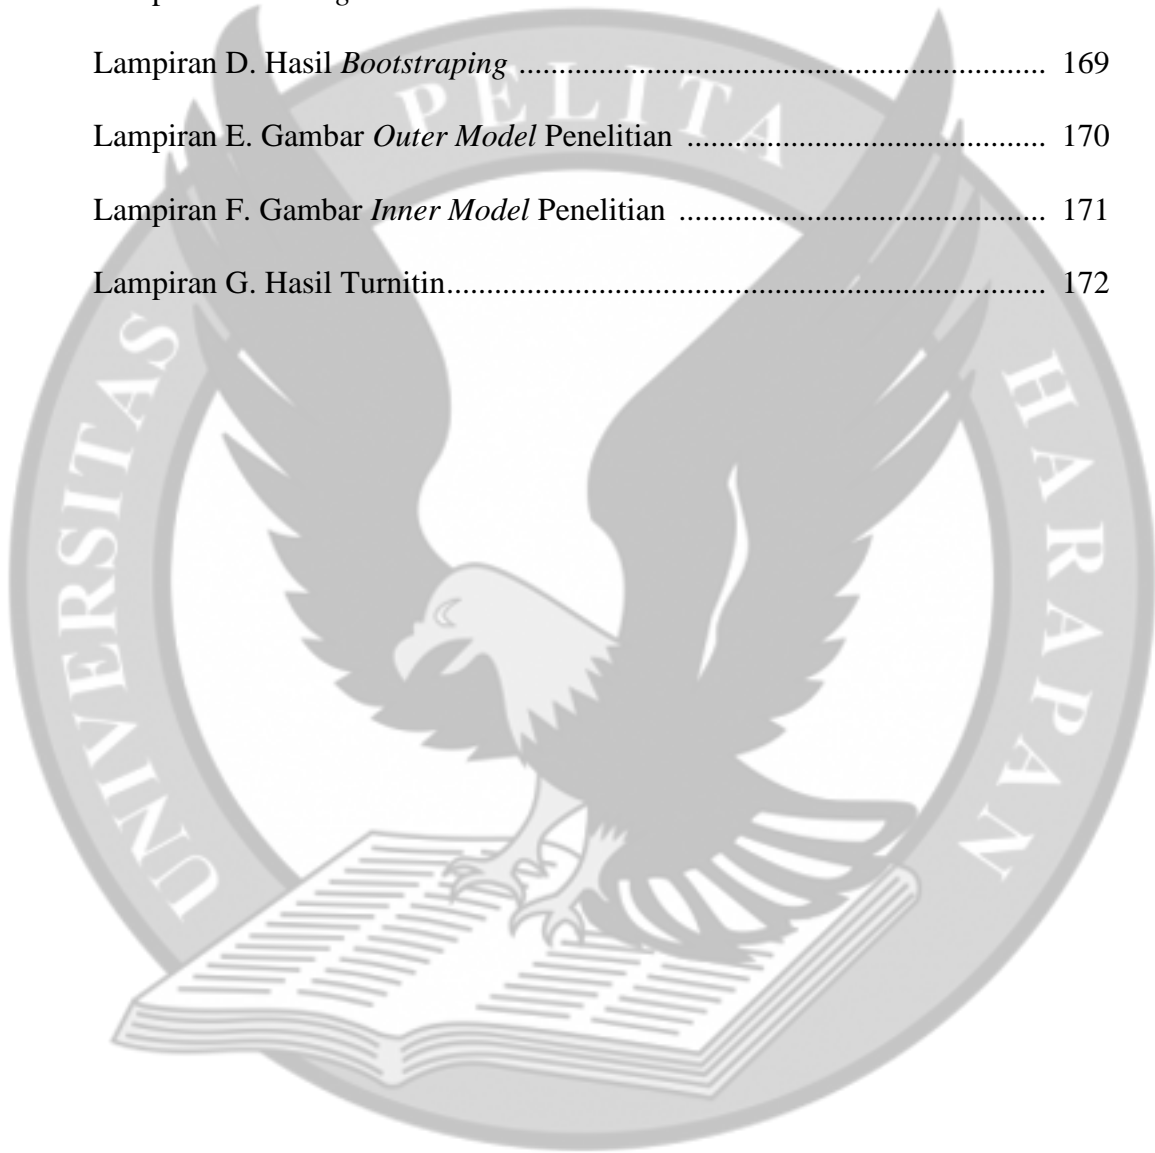 Lampiran D. Hasil Bootstraping ................................................................. 169
Lampiran E. Gambar Outer Model Penelitian ............................................. 170
Lampiran F. Gambar Inner Model Penelitian .............................................. 171
Lampiran G. Hasil Turnitin........................................................................... 172
UNIVERSITAS PELITA HARAPAN